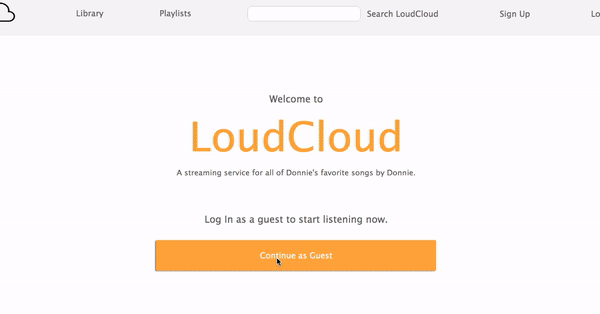 Library Playlists Search LoudCloud Sign Up Lo
Welcome to
LoudCloud
A streaming service for all of Donnie's favorite songs by Donnie.
Log In as a guest to start listening now.
Continue as Guest